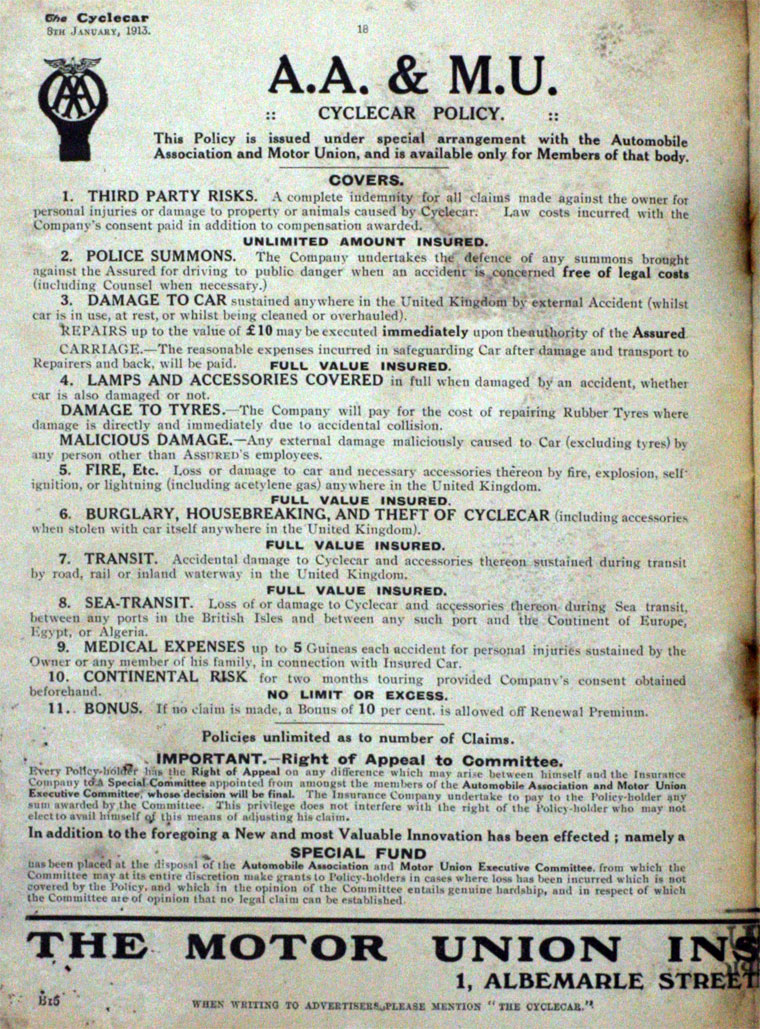 The Cyclecar
8TH JANUARY, 1913.
18
AA
A.A. & M.U.
:: CYCLECAR POLICY. ::
This Policy is issued under special arrangement with the Automobile
Association and Motor Union, and is available only for Members of that body.
COVERS.
1. THIRD PARTY RISKS. A complete indemnity for all claims made against the owner for
personal injuries or damage to property or animals caused by Cyclecar. Law costs incurred with the
Company's consent paid in addition to compensation awarded.
UNLIMITED AMOUNT INSURED.
2. POLICE SUMMONS. The Company undertakes the defence of any summons brought
against the Assured for driving to public danger when an accident is concerned free of legal costs
(including Counsel when necessary.)
3. DAMAGE TO CAR sustained anywhere in the United Kingdom by external Accident (whilst
car is in use, at rest, or whilst being cleaned or overhauled).
REPAIRS up to the value of £10 may be executed immediately upon the authority of the Assured
CARRIAGE.—The reasonable expenses incurred in safeguarding Car after damage and transport to
Repairers and back, will be paid. FULL VALUE INSURED.
4. LAMPS AND ACCESSORIES COVERED in full when damaged by an accident, whether
car is also damaged or not.
DAMAGE TO TYRES.—The Company will pay for the cost of repairing Rubber Tyres where
damage is directly and immediately due to accidental collision.
MALICIOUS DAMAGE.—Any external damage maliciously caused to Car (excluding tyres) by
any person other than ASSURED'S employees.
5. FIRE, Etc. Loss or damage to car and necessary accessories thereon by fire, explosion, self-
ignition, or lightning (including acetylene gas) anywhere in the United Kingdom.
FULL VALUE INSURED.
6. BURGLARY, HOUSEBREAKING, AND THEFT OF CYCLECAR (including accessories
when stolen with car itself anywhere in the United Kingdom).
FULL VALUE INSURED.
7. TRANSIT. Accidental damage to Cyclecar and accessories thereon sustained during transit
by road, rail or inland waterway in the United Kingdom.
FULL VALUE INSURED.
8. SEA-TRANSIT. Loss of or damage to Cyclecar and accessories thereon during Sea transit,
between any ports in the British Isles and between any such port and the Continent of Europe,
Egypt, or Algeria.
9. MEDICAL EXPENSES up to 5 Guineas each accident for personal injuries sustained by the
Owner or any member of his family, in connection with Insured Car.
10. CONTINENTAL RISK for two months touring provided Company's consent obtained
beforehand. NO LIMIT OR EXCESS.
11. BONUS. If no claim is made, a Bonus of 10 per cent. is allowed off Renewal Premium.
Policies unlimited as to number of Claims.
IMPORTANT.—Right of Appeal to Committee.
Every Policy-holder has the Right of Appeal on any difference which may arise between himself and the Insurance
Company to a Special Committee appointed from amongst the members of the Automobile Association and Motor Union
Executive Committee, whose decision will be final. The Insurance Company undertake to pay to the Policy-holder any
sum awarded by the Committee. This privilege does not interfere with the right of the Policy-holder who may not
elect to avail himself of this means of adjusting his claim.
In addition to the foregoing a New and most Valuable Innovation has been effected ; namely a
SPECIAL FUND
has been placed at the disposal of the Automobile Association and Motor Union Executive Committee, from which the
Committee may at its entire discretion make grants to Policy-holders in cases where loss has been incurred which is not
covered by the Policy, and which in the opinion of the Committee entails genuine hardship, and in respect of which
the Committee are of opinion that no legal claim can be established.
THE MOTOR UNION INS
1, ALBEMARLE STREET
B16
WHEN WRITING TO ADVERTISERS, PLEASE MENTION "THE CYCLECAR."